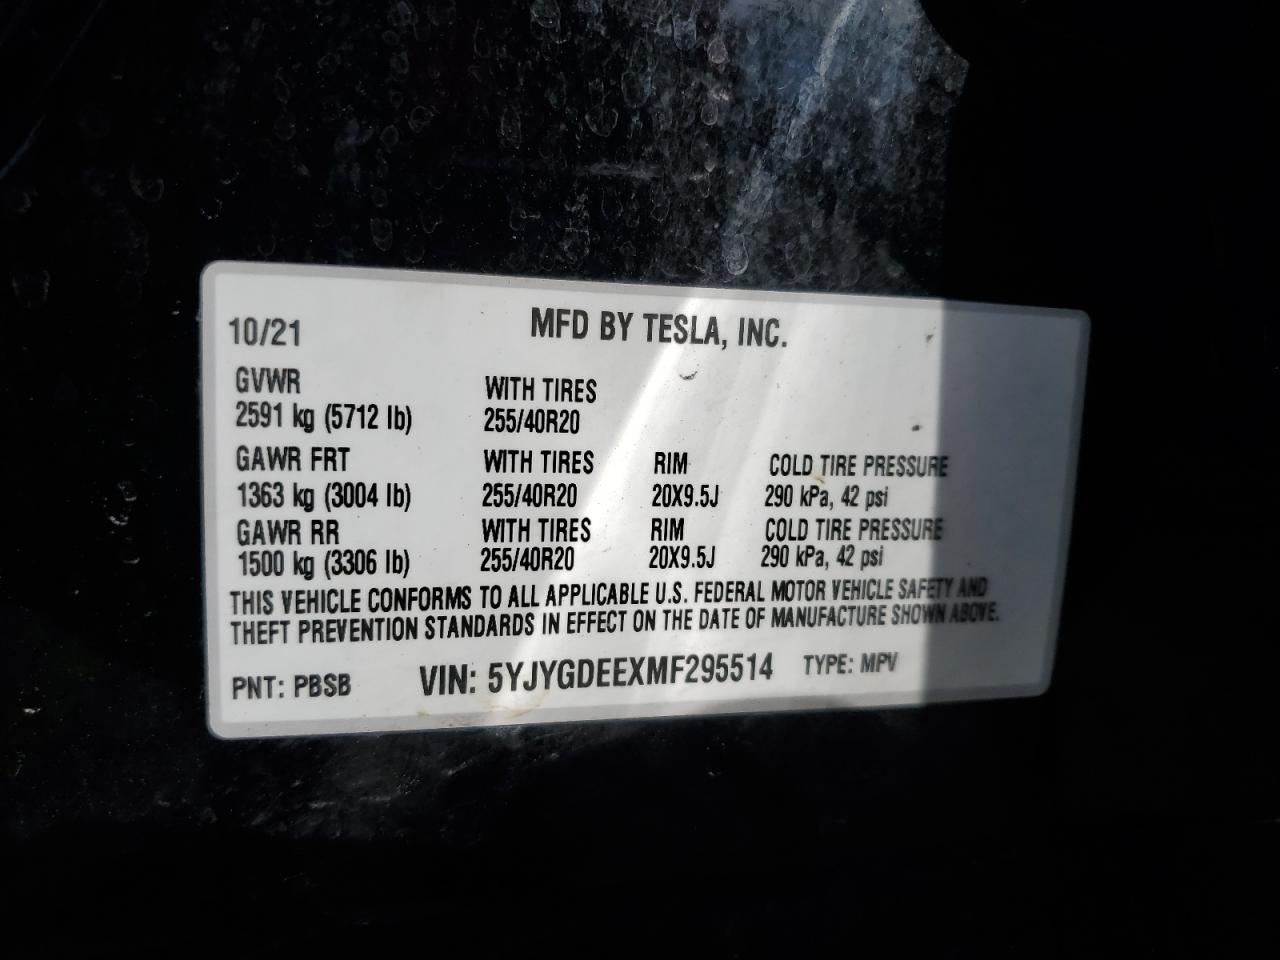 10/21 MFD BY TESLA, INC.
GVWR WITH TIRES
2591 kg (5712 lb) 255/40R20
GAWR FRT WITH TIRES RIM COLD TIRE PRESSURE
1363 kg (3004 lb) 255/40R20 20X9.5J 290 kPa, 42 psi
GAWR RR WITH TIRES RIM COLD TIRE PRESSURE
1500 kg (3306 lb) 255/40R20 20X9.5J 290 kPa, 42 psi
THIS VEHICLE CONFORMS TO ALL APPLICABLE U.S. FEDERAL MOTOR VEHICLE SAFETY AND
THEFT PREVENTION STANDARDS IN EFFECT ON THE DATE OF MANUFACTURE SHOWN ABOVE.
PNT: PBSB VIN: 5YJYGDEEXMF295514 TYPE: MPV